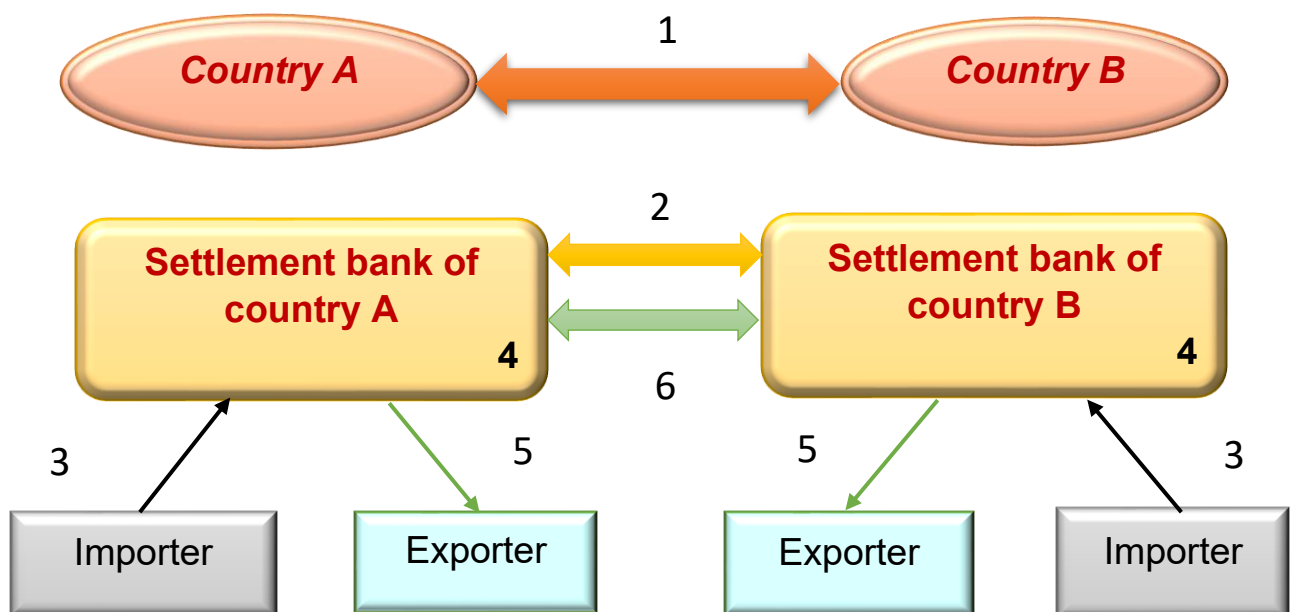 1
Country A
Country B
2
Settlement bank of
country A
4
Settlement bank of
country B
4
6
3
5
5
3
Importer
Exporter
Exporter
Importer